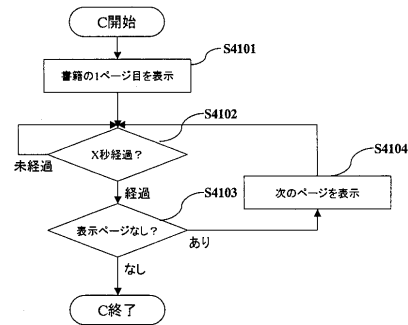 C開始
S4101
書籍の1ページ目を表示
S4102
X秒経過？
未経過
S4104
経過
S4103
次のページを表示
表示ページなし？
あり
なし
C終了